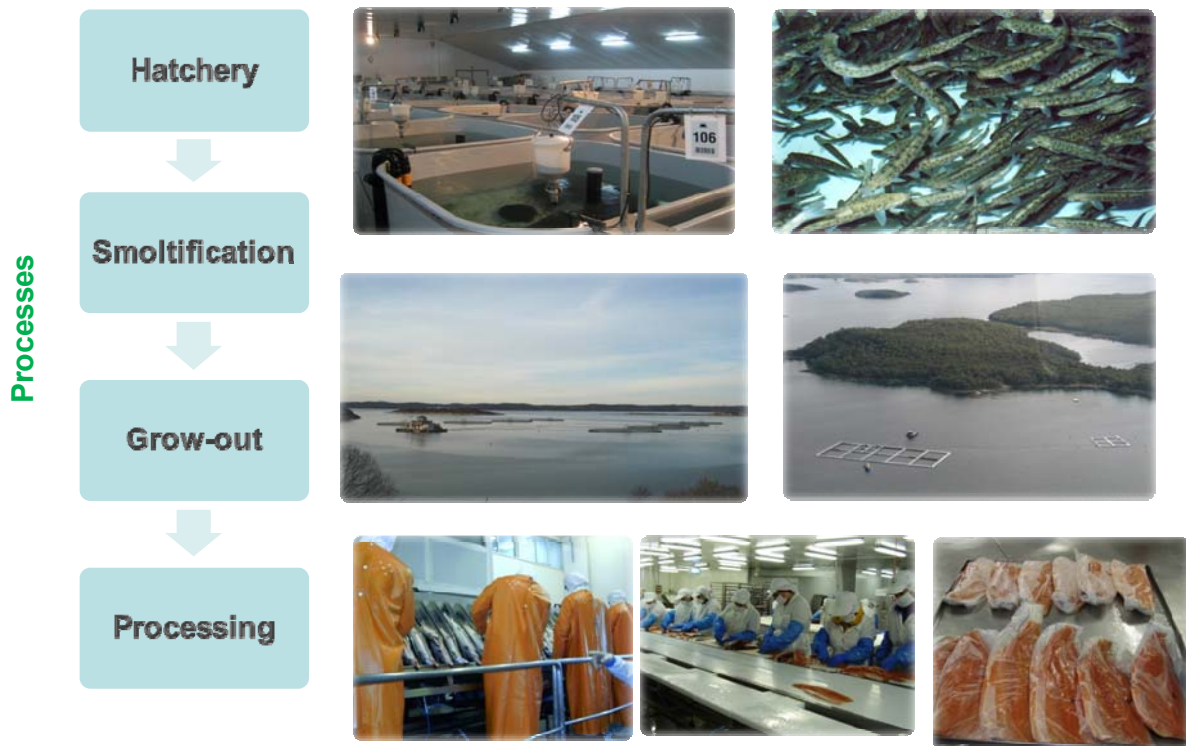 Processes
Hatchery
Smoltification
Grow-out
Processing
106